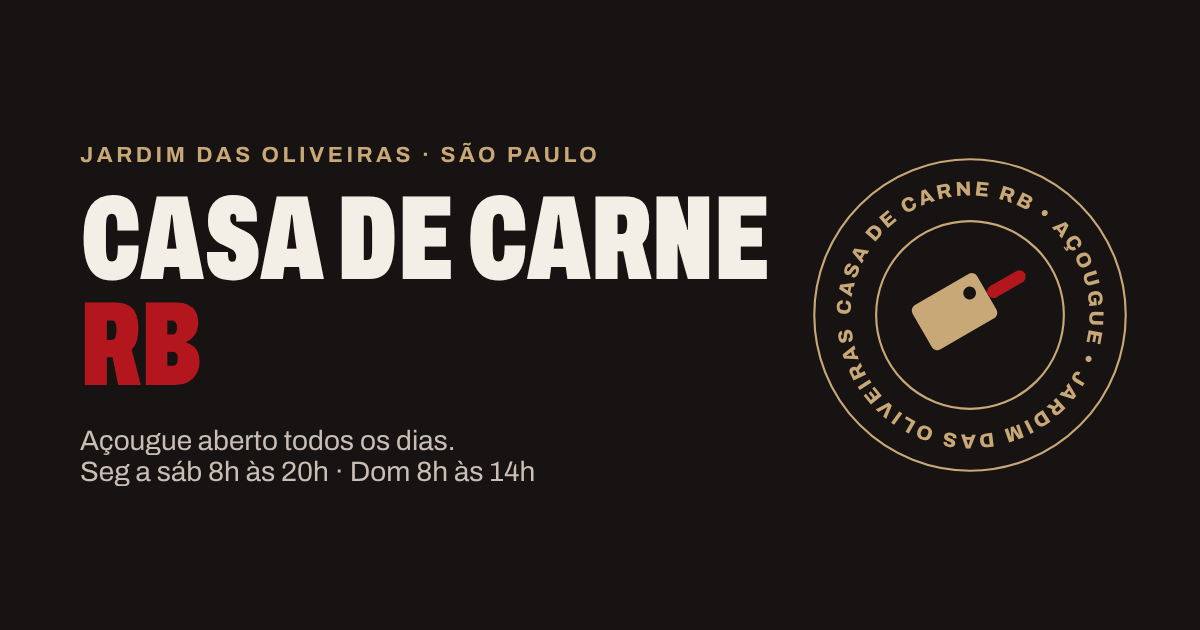 JARDIM DAS OLIVEIRAS · SÃO PAULO
CASA DE CARNE
RB
Açougue aberto todos os dias.
Seg a sáb 8h às 20h · Dom 8h às 14h
CASA DE CARNE RB • AÇOUGUE • JARDIM DAS OLIVEIRAS